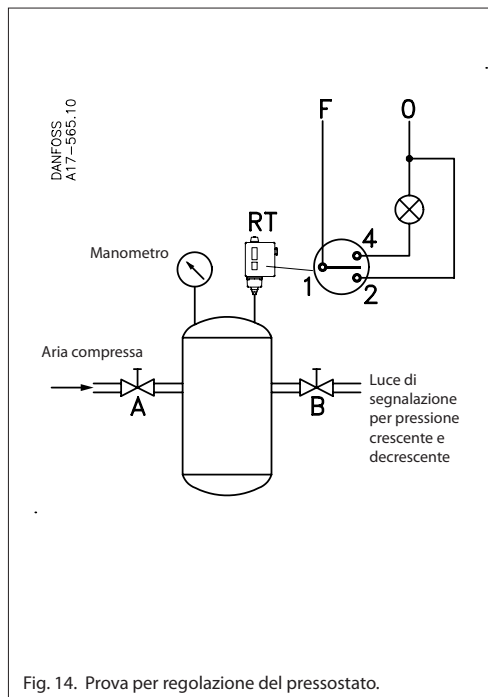 DANFOSS
A17-565.10
F
O
RT
4
1
2
Manometro
Aria compressa
A
B
Luce di
segnalazione
per pressione
crescente e
decrescente
Fig. 14. Prova per regolazione del pressostato.